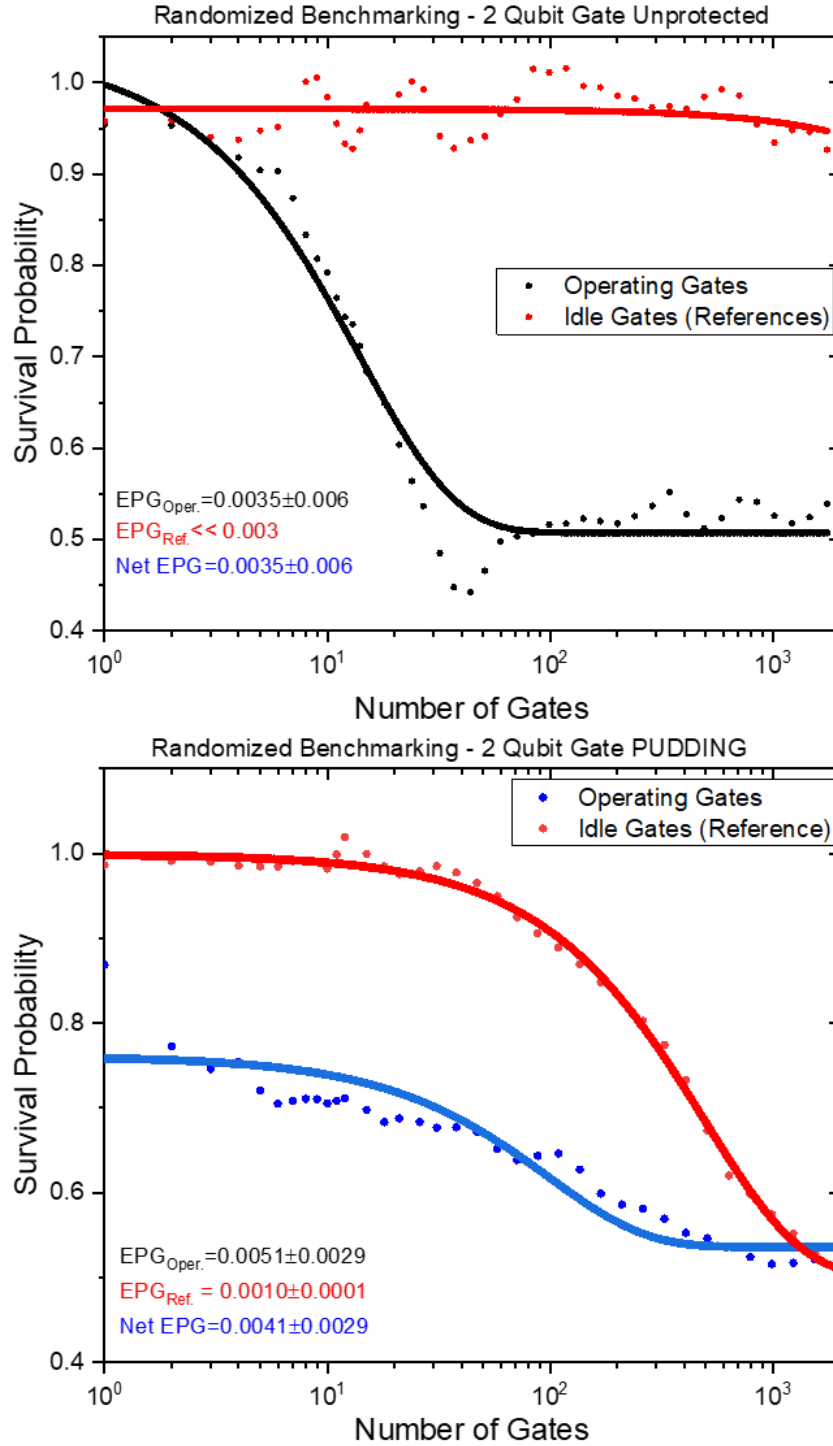 Randomized Benchmarking - 2 Qubit Gate Unprotected
1.0
0.9
0.8
0.7
0.6
0.5
0.4
Survival Probability
Operating Gates
Idle Gates (References)
EPG_Oper.=0.0035±0.006
EPG_Ref.<< 0.003
Net EPG=0.0035±0.006
10^0
10^1
10^2
10^3
Number of Gates
Randomized Benchmarking - 2 Qubit Gate PUDDING
Operating Gates
Idle Gates (Reference)
1.0
0.8
0.6
0.4
Survival Probability
EPG_Oper.=0.0051±0.0029
EPG_Ref. = 0.0010±0.0001
Net EPG=0.0041±0.0029
10^0
10^1
10^2
10^3
Number of Gates